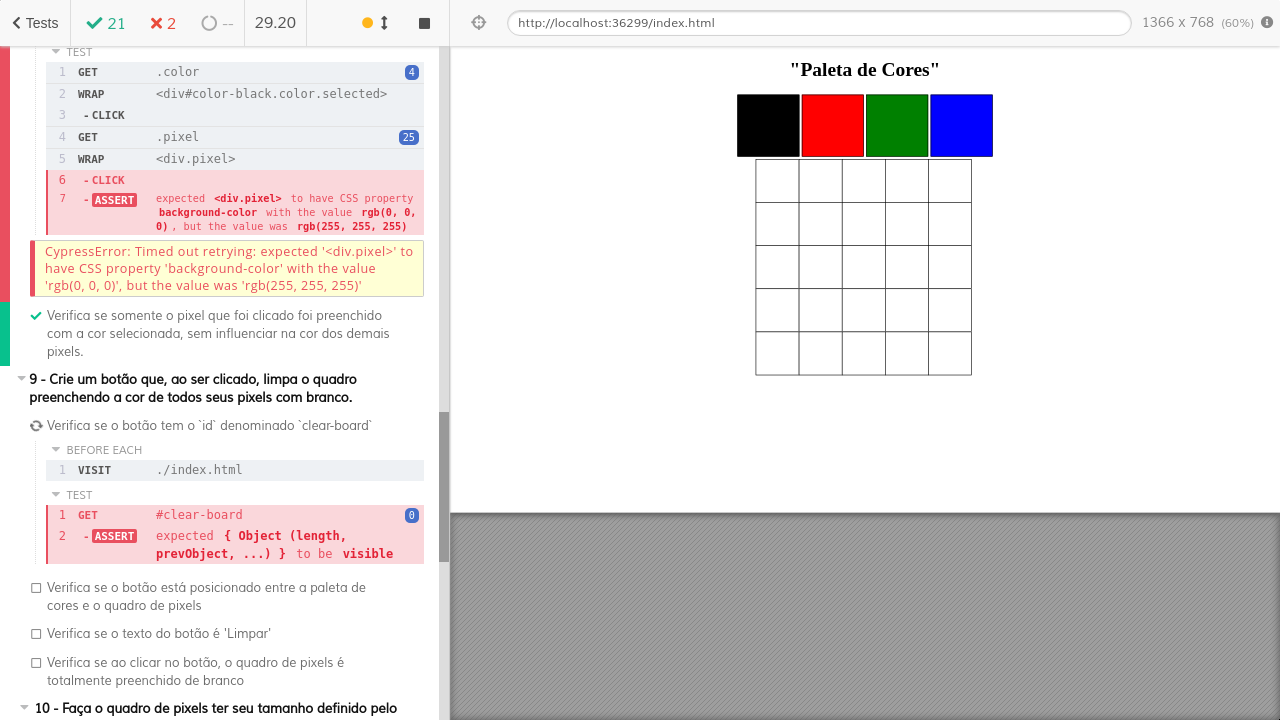 Tests
21
2
--
29.20
http://localhost:36299/index.html
1366 x 768 (60%)
TEST
1 GET .color 4
2 WRAP <div#color-black.color.selected>
3 -CLICK
4 GET .pixel 25
5 WRAP <div.pixel>
6 -CLICK
7 -ASSERT expected <div.pixel> to have CSS property
background-color with the value rgb(0, 0,
0), but the value was rgb(255, 255, 255)
CypressError: Timed out retrying: expected '<div.pixel>' to
have CSS property 'background-color' with the value
'rgb(0, 0, 0)', but the value was 'rgb(255, 255, 255)'
Verifica se somente o pixel que foi clicado foi preenchido
com a cor selecionada, sem influenciar na cor dos demais
pixels.
9 - Crie um botão que, ao ser clicado, limpa o quadro
preenchendo a cor de todos seus pixels com branco.
Verifica se o botão tem o `id` denominado `clear-board`
BEFORE EACH
1 VISIT ./index.html
TEST
1 GET #clear-board 0
2 -ASSERT expected { Object (length,
prevObject, ...) } to be visible
Verifica se o botão está posicionado entre a paleta de
cores e o quadro de pixels
Verifica se o texto do botão é 'Limpar'
Verifica se ao clicar no botão, o quadro de pixels é
totalmente preenchido de branco
10 - Faça o quadro de pixels ter seu tamanho definido pelo
"Paleta de Cores"